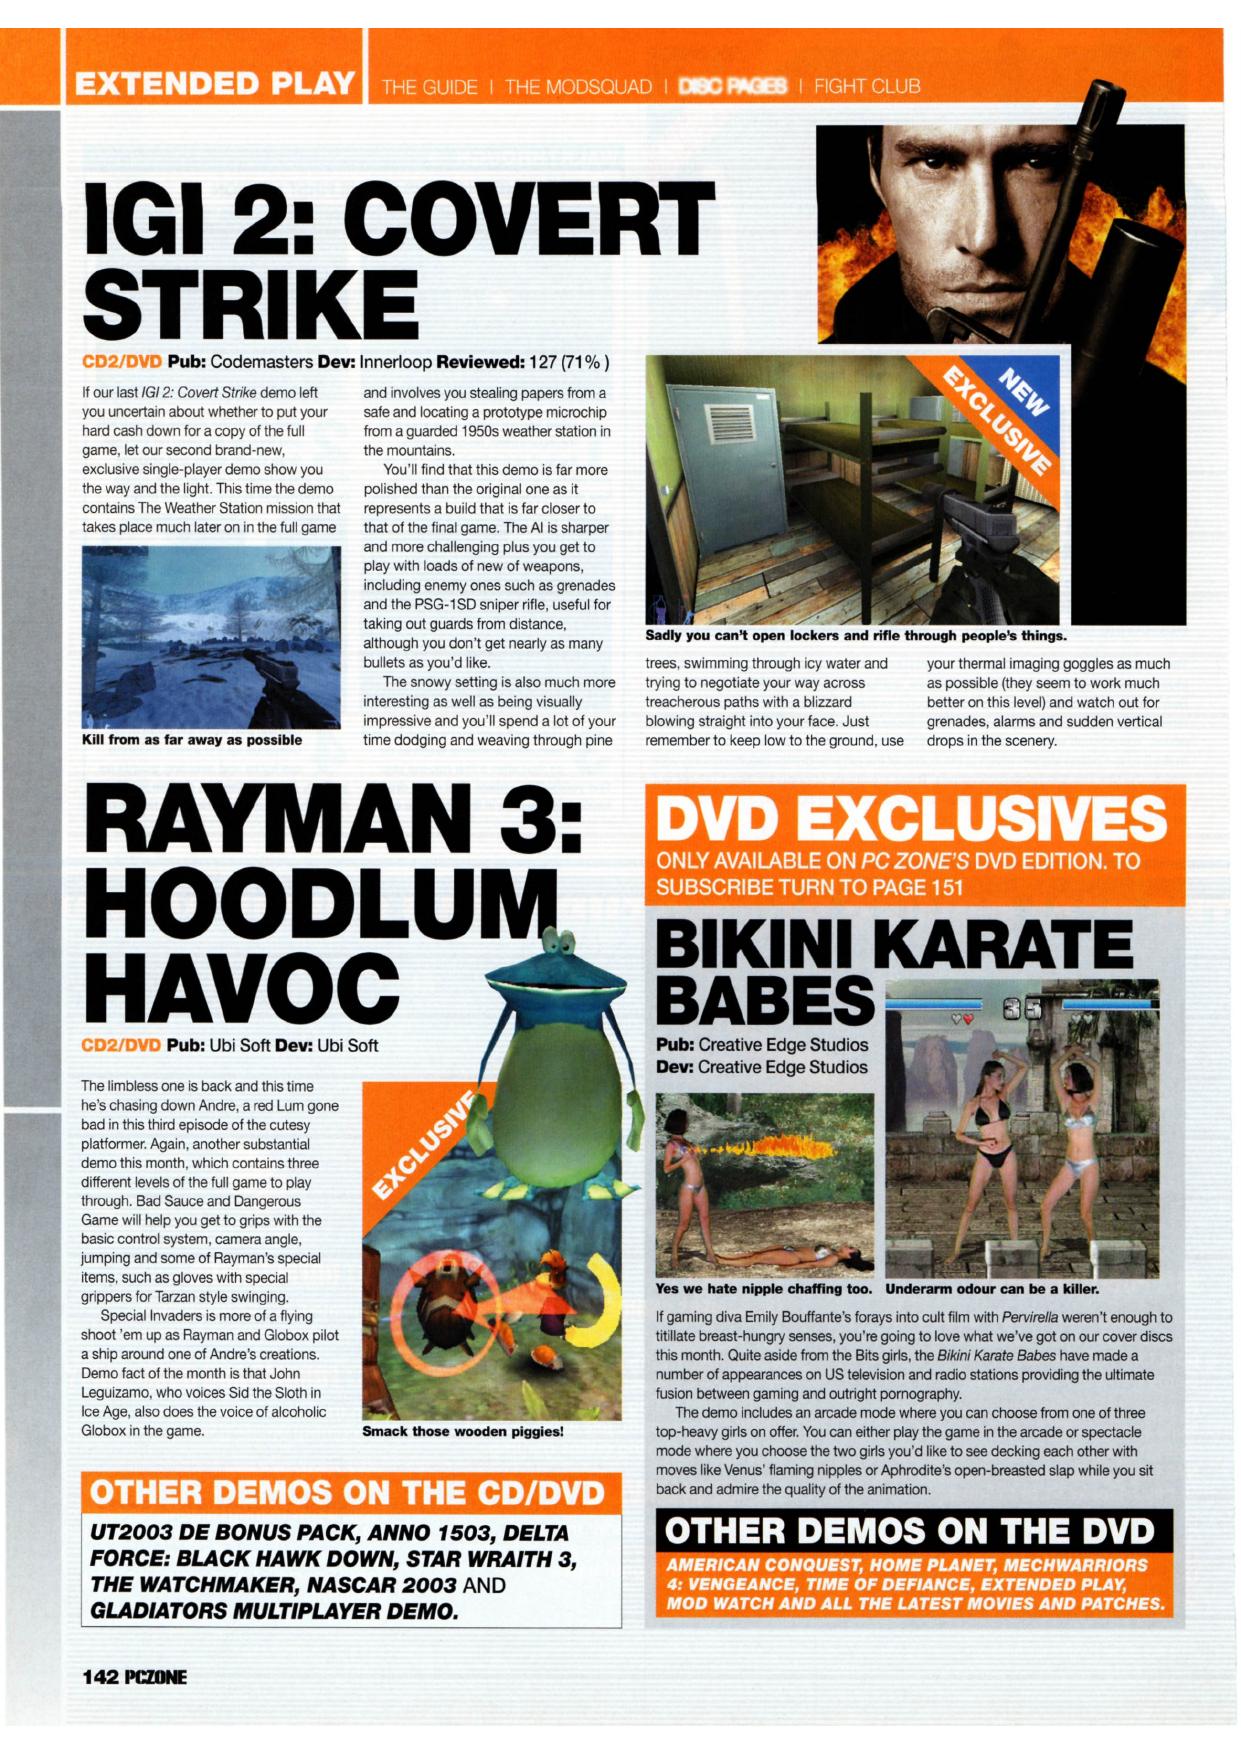 EXTENDED PLAY
THE GUIDE | THE MODSQUAD | DISC PAGES | FIGHT CLUB
IGI 2: COVERT
STRIKE
CD2/DVD Pub: Codemasters Dev: Innerloop Reviewed: 127 (71% )
If our last IGI 2: Covert Strike demo left
you uncertain about whether to put your
hard cash down for a copy of the full
game, let our second brand-new,
exclusive single-player demo show you
the way and the light. This time the demo
contains The Weather Station mission that
takes place much later on in the full game
Kill from as far away as possible
and involves you stealing papers from a
safe and locating a prototype microchip
from a guarded 1950s weather station in
the mountains.
You'll find that this demo is far more
polished than the original one as it
represents a build that is far closer to
that of the final game. The AI is sharper
and more challenging plus you get to
play with loads of new of weapons,
including enemy ones such as grenades
and the PSG-1SD sniper rifle, useful for
taking out guards from distance,
although you don't get nearly as many
bullets as you'd like.
The snowy setting is also much more
interesting as well as being visually
impressive and you'll spend a lot of your
time dodging and weaving through pine
NEW
EXCLUSIVE
Sadly you can't open lockers and rifle through people's things.
trees, swimming through icy water and
trying to negotiate your way across
treacherous paths with a blizzard
blowing straight into your face. Just
remember to keep low to the ground, use
your thermal imaging goggles as much
as possible (they seem to work much
better on this level) and watch out for
grenades, alarms and sudden vertical
drops in the scenery.
RAYMAN 3:
HOODLUM
HAVOC
CD2/DVD Pub: Ubi Soft Dev: Ubi Soft
The limbless one is back and this time
he's chasing down Andre, a red Lum gone
bad in this third episode of the cutesy
platformer. Again, another substantial
demo this month, which contains three
different levels of the full game to play
through. Bad Sauce and Dangerous
Game will help you get to grips with the
basic control system, camera angle,
jumping and some of Rayman's special
items, such as gloves with special
grippers for Tarzan style swinging.
Special Invaders is more of a flying
shoot 'em up as Rayman and Globox pilot
a ship around one of Andre's creations.
Demo fact of the month is that John
Leguizamo, who voices Sid the Sloth in
Ice Age, also does the voice of alcoholic
Globox in the game.
EXCLUSIVE
Smack those wooden piggies!
OTHER DEMOS ON THE CD/DVD
UT2003 DE BONUS PACK, ANNO 1503, DELTA
FORCE: BLACK HAWK DOWN, STAR WRAITH 3,
THE WATCHMAKER, NASCAR 2003 AND
GLADIATORS MULTIPLAYER DEMO.
DVD EXCLUSIVES
ONLY AVAILABLE ON PC ZONE'S DVD EDITION. TO
SUBSCRIBE TURN TO PAGE 151
BIKINI KARATE
BABES
Pub: Creative Edge Studios
Dev: Creative Edge Studios
35
Yes we hate nipple chaffing too.
Underarm odour can be a killer.
If gaming diva Emily Bouffante's forays into cult film with Pervirella weren't enough to
titillate breast-hungry senses, you're going to love what we've got on our cover discs
this month. Quite aside from the Bits girls, the Bikini Karate Babes have made a
number of appearances on US television and radio stations providing the ultimate
fusion between gaming and outright pornography.
The demo includes an arcade mode where you can choose from one of three
top-heavy girls on offer. You can either play the game in the arcade or spectacle
mode where you choose the two girls you'd like to see decking each other with
moves like Venus' flaming nipples or Aphrodite's open-breasted slap while you sit
back and admire the quality of the animation.
OTHER DEMOS ON THE DVD
AMERICAN CONQUEST, HOME PLANET, MECHWARRIORS
4: VENGEANCE, TIME OF DEFIANCE, EXTENDED PLAY,
MOD WATCH AND ALL THE LATEST MOVIES AND PATCHES.
142 PCZONE